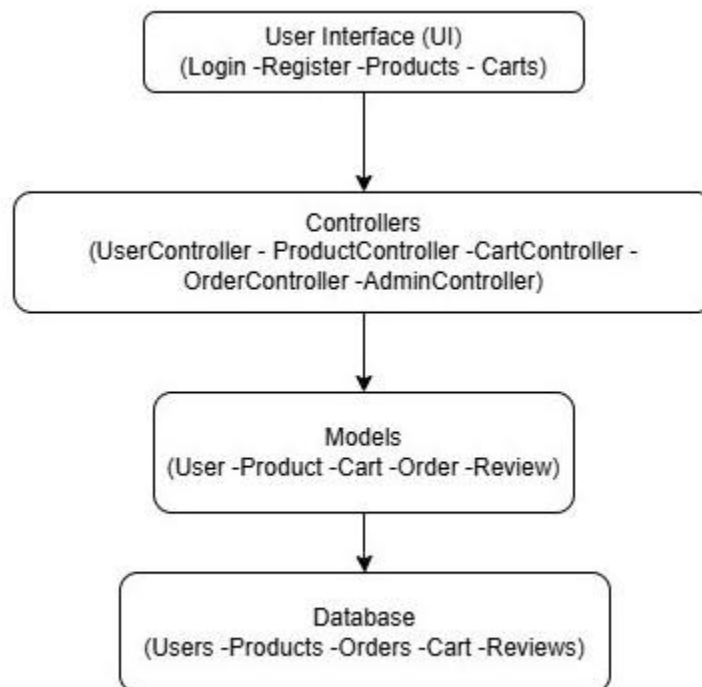 User Interface (UI)
(Login -Register -Products - Carts)
Controllers
(UserController - ProductController -CartController -
OrderController -AdminController)
Models
(User -Product -Cart -Order -Review)
Database
(Users -Products -Orders -Cart -Reviews)